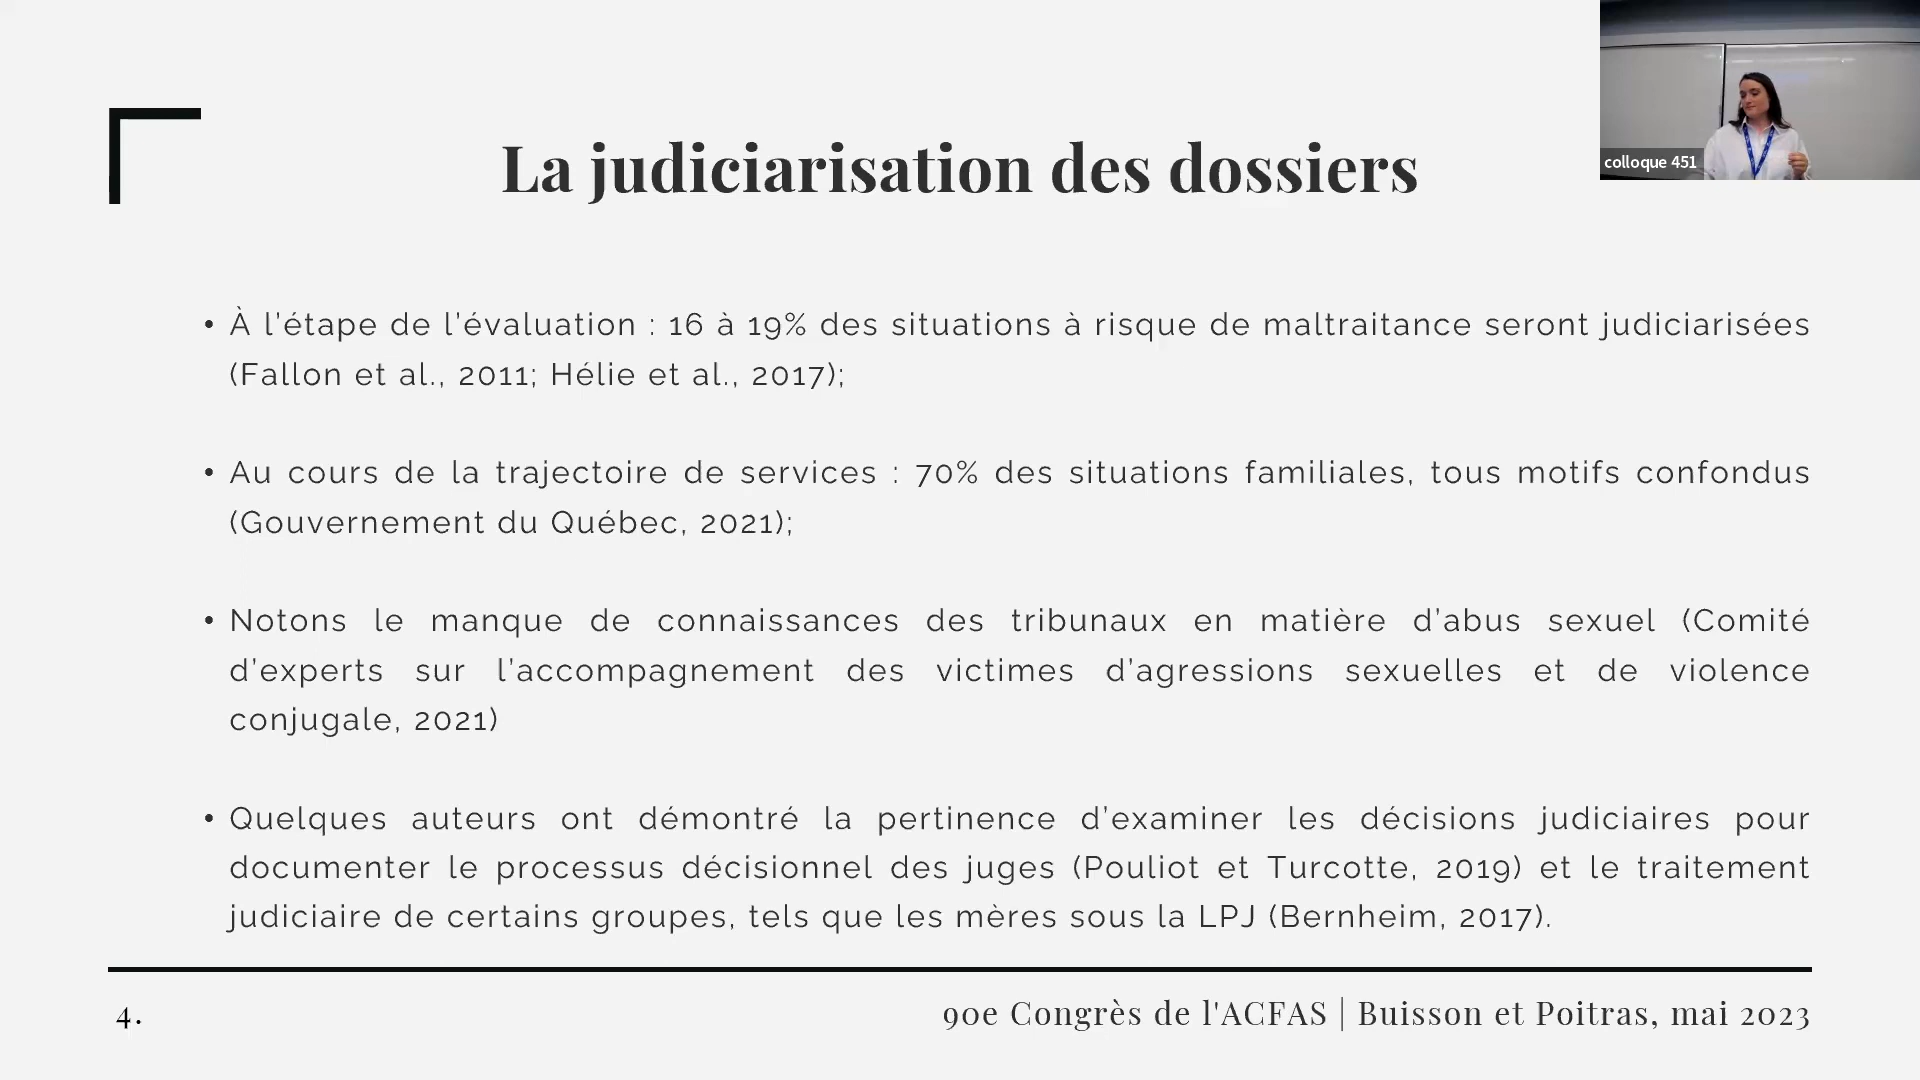 colloque 451
La judiciarisation des dossiers
• À l'étape de l'évaluation : 16 à 19% des situations à risque de maltraitance seront judiciarisées
(Fallon et al., 2011; Hélie et al., 2017);
• Au cours de la trajectoire de services : 70% des situations familiales, tous motifs confondus
(Gouvernement du Québec, 2021);
• Notons le manque de connaissances des tribunaux en matière d'abus sexuel (Comité
d'experts sur l'accompagnement des victimes d'agressions sexuelles et de violence
conjugale, 2021)
• Quelques auteurs ont démontré la pertinence d'examiner les décisions judiciaires pour
documenter le processus décisionnel des juges (Pouliot et Turcotte, 2019) et le traitement
judiciaire de certains groupes, tels que les mères sous la LPJ (Bernheim, 2017).
4.
90e Congrès de l'ACFAS | Buisson et Poitras, mai 2023